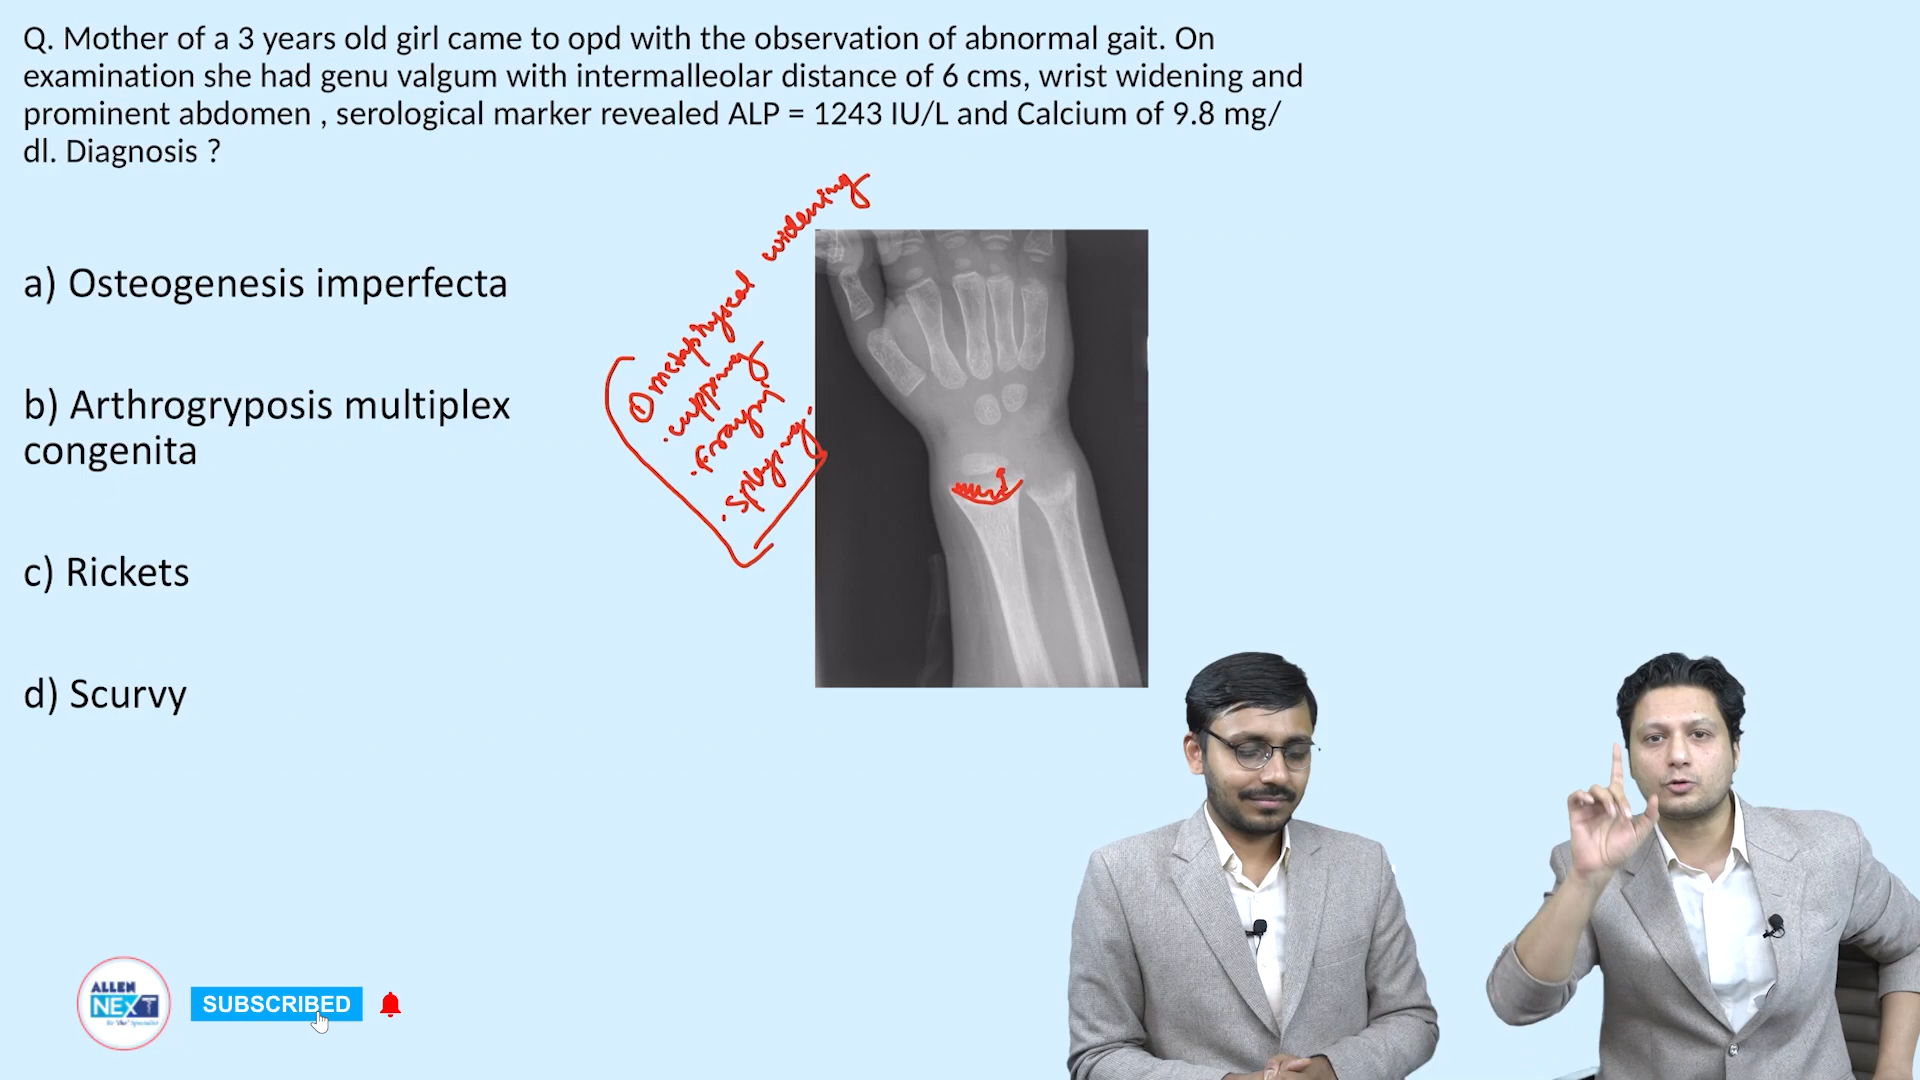 Q. Mother of a 3 years old girl came to opd with the observation of abnormal gait. On
examination she had genu valgum with intermalleolar distance of 6 cms, wrist widening and
prominent abdomen , serological marker revealed ALP = 1243 IU/L and Calcium of 9.8 mg/
dl. Diagnosis ?
a) Osteogenesis imperfecta
b) Arthrogryposis multiplex
congenita
c) Rickets
d) Scurvy
① metaphyseal widening
· cupping
· fraying
· splaying.
ALLEN
NEXT
SUBSCRIBED